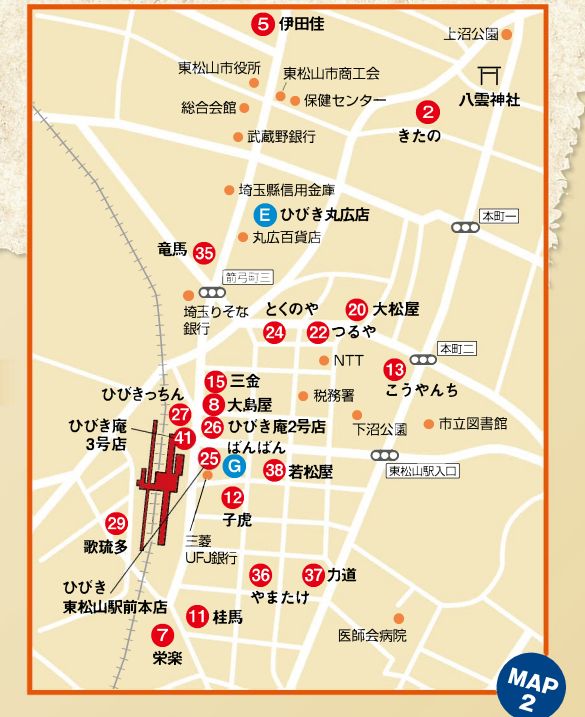 5 伊田佳
上沼公園
東松山市役所
東松山市商工会
八雲神社
総合会館
保健センター
2
きたの
武蔵野銀行
埼玉縣信用金庫
E ひびき丸広店
本町一
丸広百貨店
竜馬 35
箭弓町三
埼玉りそな
銀行
とくのや
24
20 大松屋
22 つるや
本町二
NTT
13
こうやんち
15 三金
ひびきっちん
27
8 大島屋
税務署
下沼公園
市立図書館
ひびき庵
3号店
41
26 ひびき庵2号店
ばんばん
25
G
38 若松屋
東松山駅入口
12
子虎
29
歌琉多
三菱
UFJ銀行
ひびき
東松山駅前本店
36
やまたけ
37 力道
11 桂馬
7
栄楽
医師会病院
MAP
2